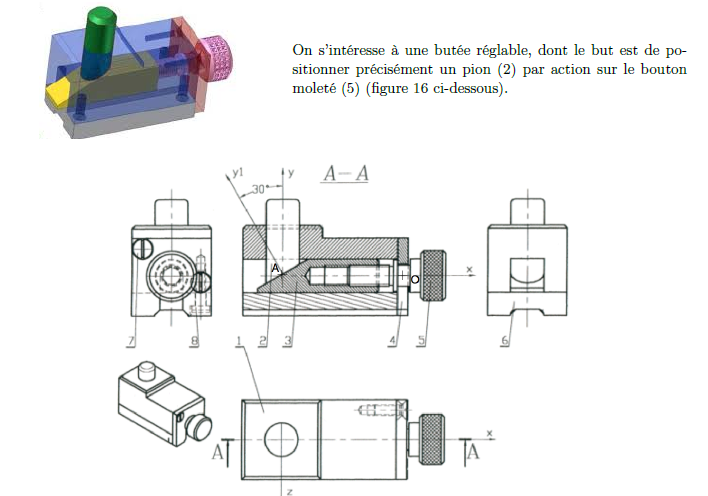 On s'intéresse à une butée réglable, dont le but est de po-
sitionner précisément un pion (2) par action sur le bouton
moleté (5) (figure 16 ci-dessous).
y1
y
A-A
30°
A
x
O
7
8
1
2
3
4
5
6
A
A
x
z